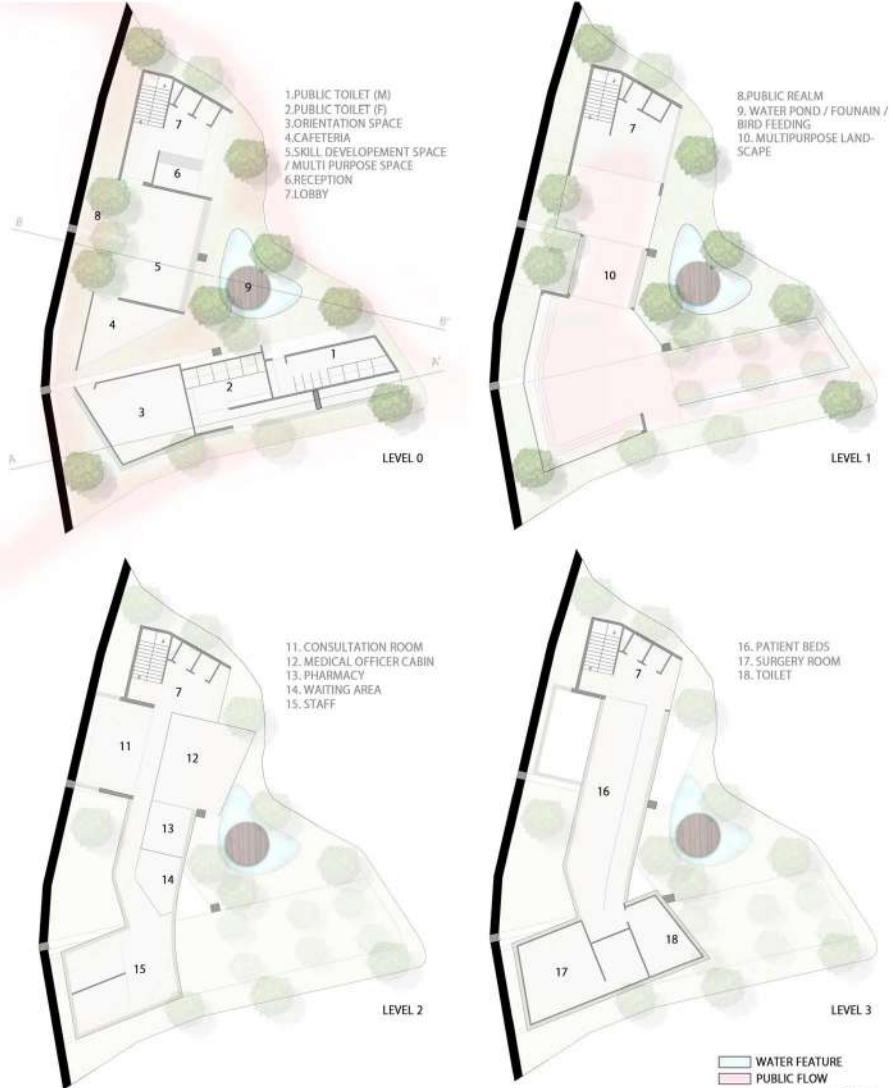 1.PUBLIC TOILET (M)
2.PUBLIC TOILET (F)
3.ORIENTATION SPACE
4.CAFETERIA
5.SKILL DEVELOPEMENT SPACE
/ MULTI PURPOSE SPACE
6.RECEPTION
7.LOBBY
7
6
8
B
5
9
4
B'
1
A'
2
3
A
LEVEL 0
8.PUBLIC REALM
9. WATER POND / FOUNAIN /
BIRD FEEDING
10. MULTIPURPOSE LAND-
SCAPE
7
10
LEVEL 1
11. CONSULTATION ROOM
12. MEDICAL OFFICER CABIN
13. PHARMACY
14. WAITING AREA
15. STAFF
7
11
12
13
14
15
LEVEL 2
16. PATIENT BEDS
17. SURGERY ROOM
18. TOILET
7
16
18
17
LEVEL 3
WATER FEATURE
PUBLIC FLOW